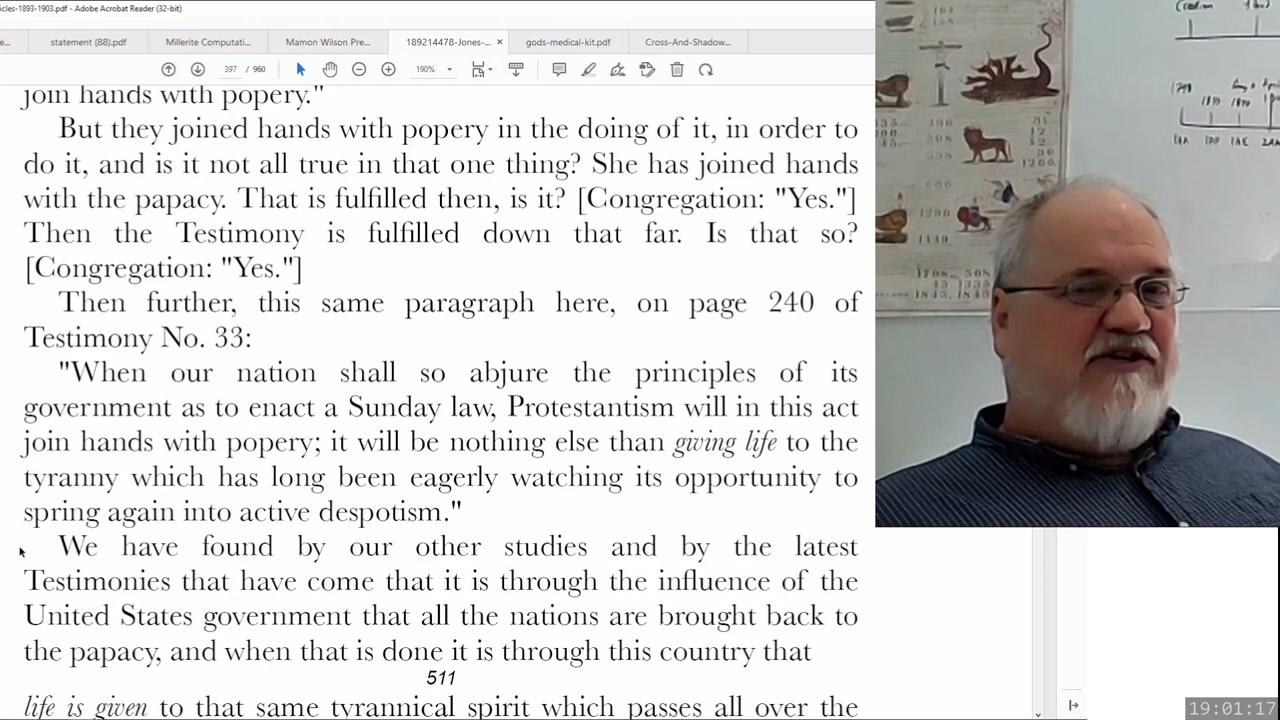 icles-1893-1903.pdf - Adobe Acrobat Reader (32-bit)
e...
statement (88).pdf
Millerite Computati...
Mamon Wilson Pre...
189214478-Jones-...
gods-medical-kit.pdf
Cross-And-Shadow...
397 / 960
190%
join hands with popery."
But they joined hands with popery in the doing of it, in order to
do it, and is it not all true in that one thing? She has joined hands
with the papacy. That is fulfilled then, is it? [Congregation: "Yes."]
Then the Testimony is fulfilled down that far. Is that so?
[Congregation: "Yes."]
Then further, this same paragraph here, on page 240 of
Testimony No. 33:
"When our nation shall so abjure the principles of its
government as to enact a Sunday law, Protestantism will in this act
join hands with popery; it will be nothing else than giving life to the
tyranny which has long been eagerly watching its opportunity to
spring again into active despotism."
We have found by our other studies and by the latest
Testimonies that have come that it is through the influence of the
United States government that all the nations are brought back to
the papacy, and when that is done it is through this country that
511
life is given to that same tyrannical spirit which passes all over the
19:01:17